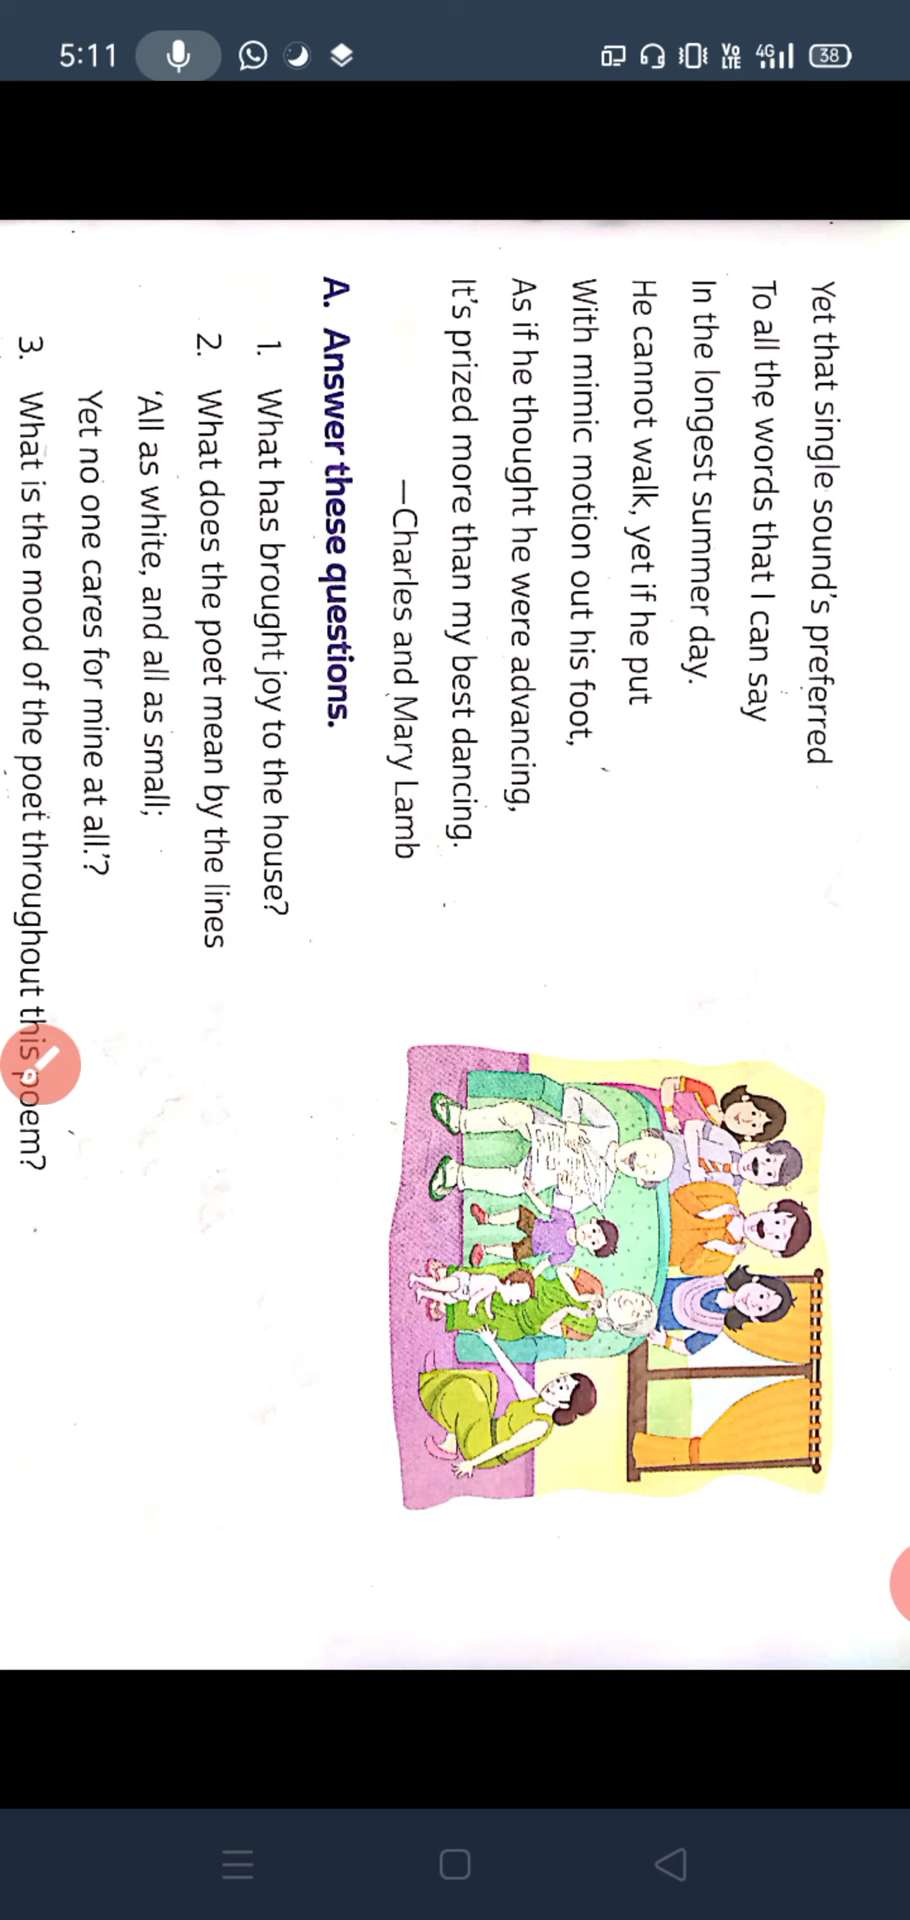 5:11
Vo
LTE
4G
38
Yet that single sound's preferred
To all the words that I can say
In the longest summer day.
He cannot walk, yet if he put
With mimic motion out his foot,
As if he thought he were advancing,
It's prized more than my best dancing.
—Charles and Mary Lamb
A. Answer these questions.
1. What has brought joy to the house?
2. What does the poet mean by the lines
'All as white, and all as small;
Yet no one cares for mine at all.'?
3. What is the mood of the poet throughout this poem?